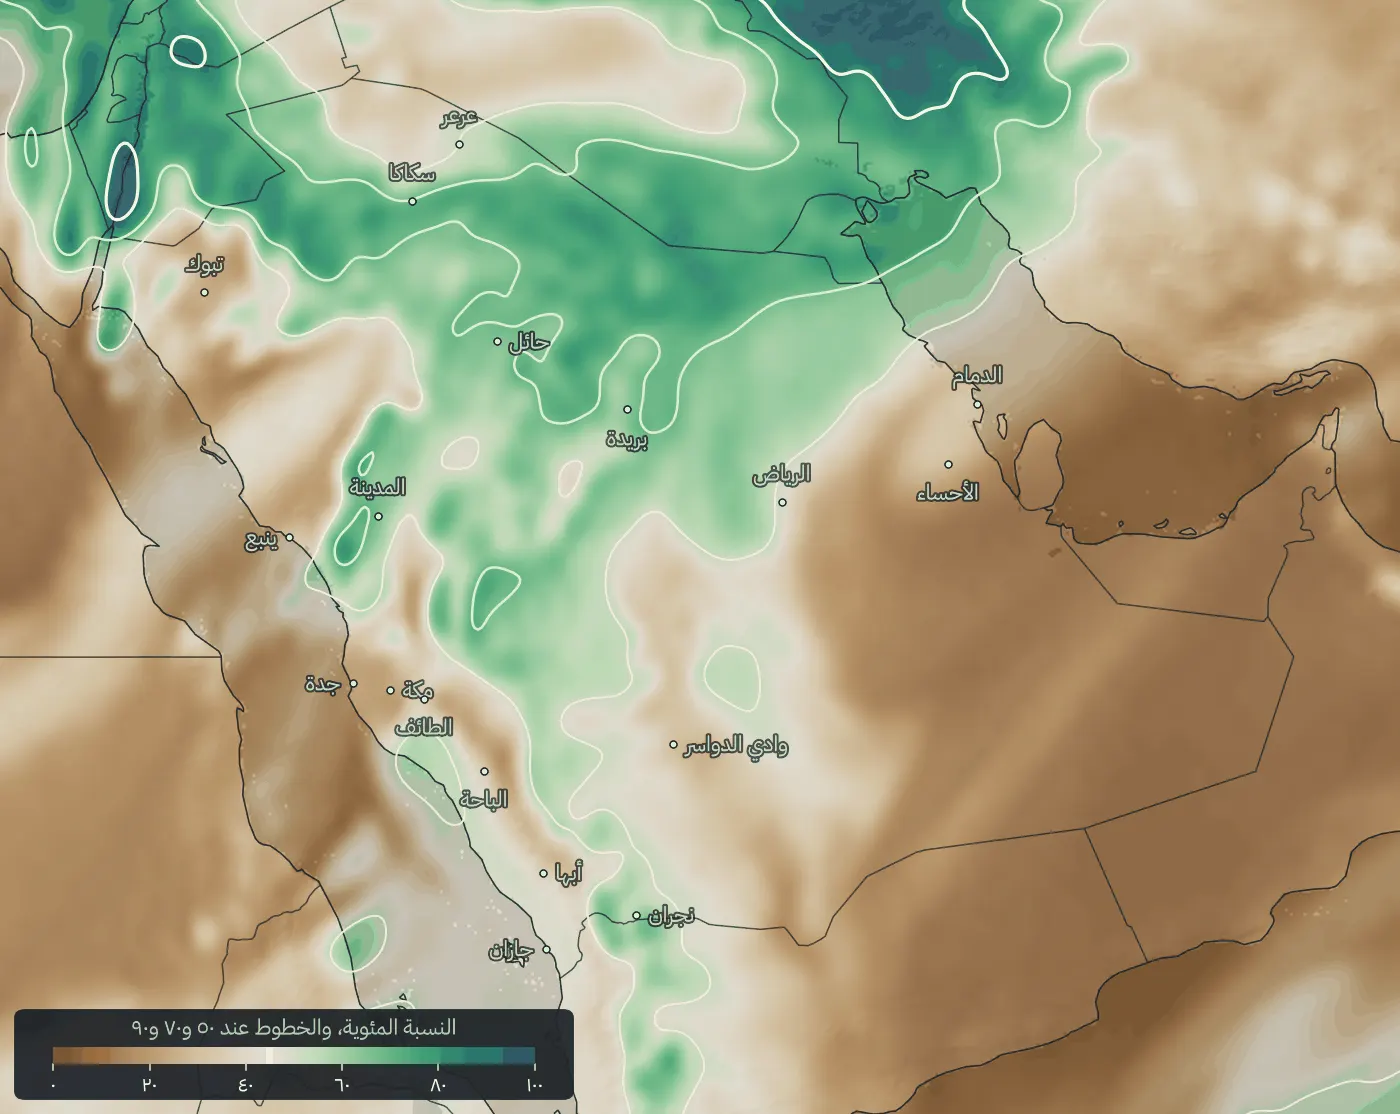 عرعر
سكاكا
تبوك
حائل
الدمام
بريدة
الرياض
المدينة
الأحساء
ينبع
جدة
مكة
الطائف
وادي الدواسر
الباحة
أبها
نجران
جازان
النسبة المئوية، والخطوط عند ٥٠ و٧٠ و٩٠
٠ ٢٠ ٤٠ ٦٠ ٨٠ ١٠٠